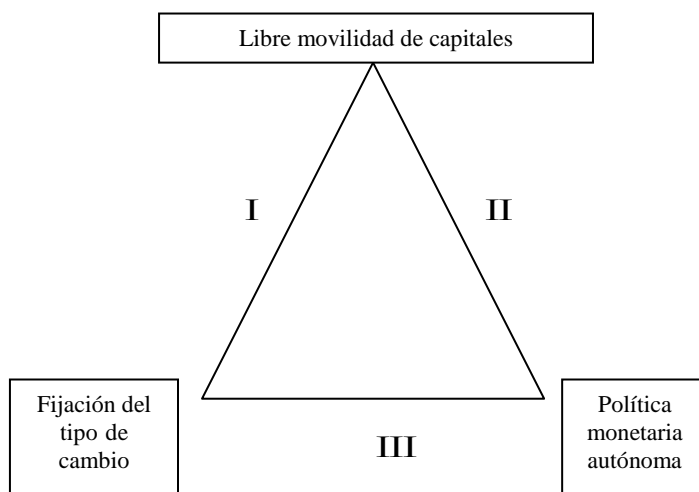 Libre movilidad de capitales
I
II
Fijación del
tipo de
cambio
III
Política
monetaria
autónoma